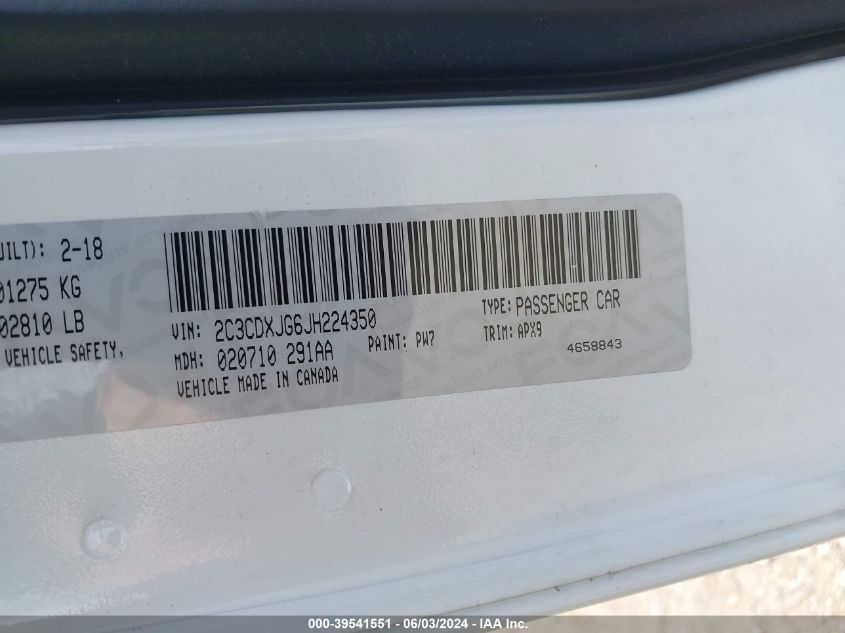 UILT): 2-18
01275 KG
02810 LB
VEHICLE SAFETY,
VIN: 2C3CDXJG6JH224350
TYPE: PASSENGER CAR
MDH: 020710 291AA
PAINT: PW7
TRIM: APX9
VEHICLE MADE IN CANADA
4658843
000-39541551 - 06/03/2024 - IAA Inc.